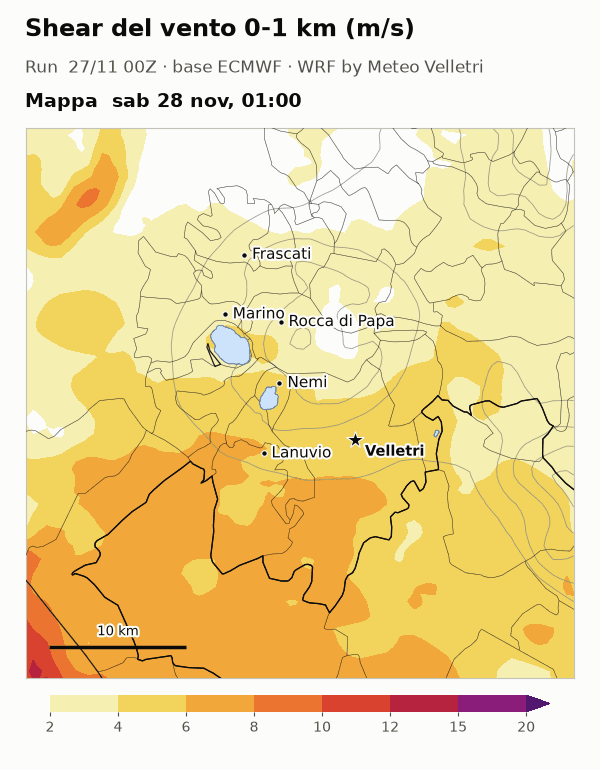 Shear del vento 0-1 km (m/s)
Run  27/11 00Z · base ECMWF · WRF by Meteo Velletri
Mappa  sab 28 nov, 01:00
Frascati
Marino
Rocca di Papa
Nemi
Velletri
Lanuvio
10 km
2 4 6 8 10 12 15 20